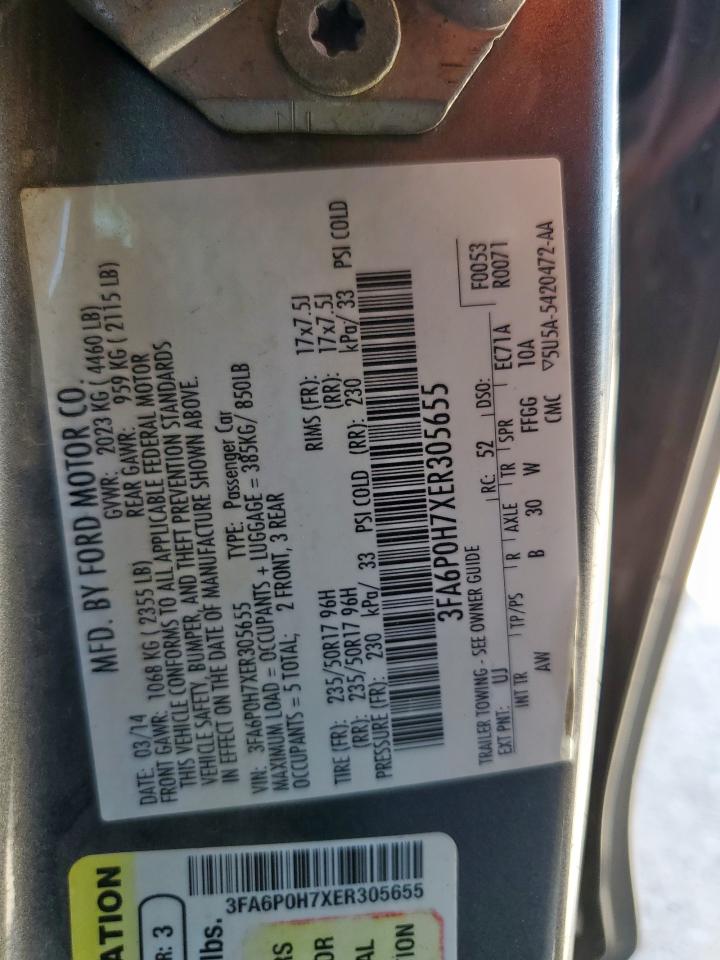 MFD. BY FORD MOTOR CO.
DATE: 03/14 GVWR: 2023 KG ( 4460 LB)
FRONT GAWR: 1068 KG ( 2355 LB) REAR GAWR: 959 KG ( 2115 LB)
THIS VEHICLE CONFORMS TO ALL APPLICABLE FEDERAL MOTOR
VEHICLE SAFETY, BUMPER, AND THEFT PREVENTION STANDARDS
IN EFFECT ON THE DATE OF MANUFACTURE SHOWN ABOVE.
VIN: 3FA6P0H7XER305655 TYPE: Passenger Car
MAXIMUM LOAD = OCCUPANTS + LUGGAGE = 385KG/ 850LB
OCCUPANTS = 5 TOTAL; 2 FRONT, 3 REAR
TIRE (FR): 235/50R17 96H RIMS (FR): 17x7.5J
(RR): 235/50R17 96H (RR): 17x7.5J
PRESSURE (FR): 230 kPa/ 33 PSI COLD (RR): 230 kPa/ 33 PSI COLD
3FA6P0H7XER305655
F0053
R0071
TRAILER TOWING - SEE OWNER GUIDE
EXT PNT: UJ RC: 52 DSO:
INT TR TP/PS R AXLE TR SPR EC71A
AW B 30 W FFGG 10A
CMC ▽5U5A-5420472-AA
ATION
R: 3
3FA6P0H7XER305655
lbs.
RS
OR
AL
ION